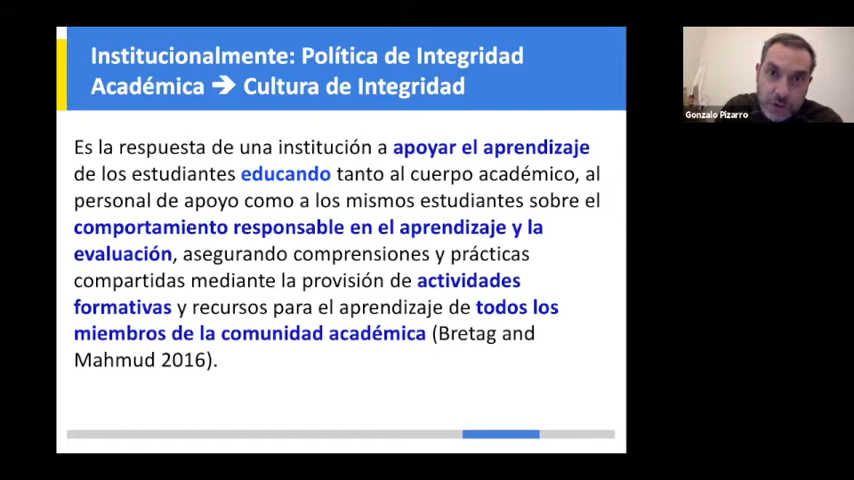 Institucionalmente: Política de Integridad
Académica ➔ Cultura de Integridad
Es la respuesta de una institución a apoyar el aprendizaje
de los estudiantes educando tanto al cuerpo académico, al
personal de apoyo como a los mismos estudiantes sobre el
comportamiento responsable en el aprendizaje y la
evaluación, asegurando comprensiones y prácticas
compartidas mediante la provisión de actividades
formativas y recursos para el aprendizaje de todos los
miembros de la comunidad académica (Bretag and
Mahmud 2016).
Gonzalo Pizarro